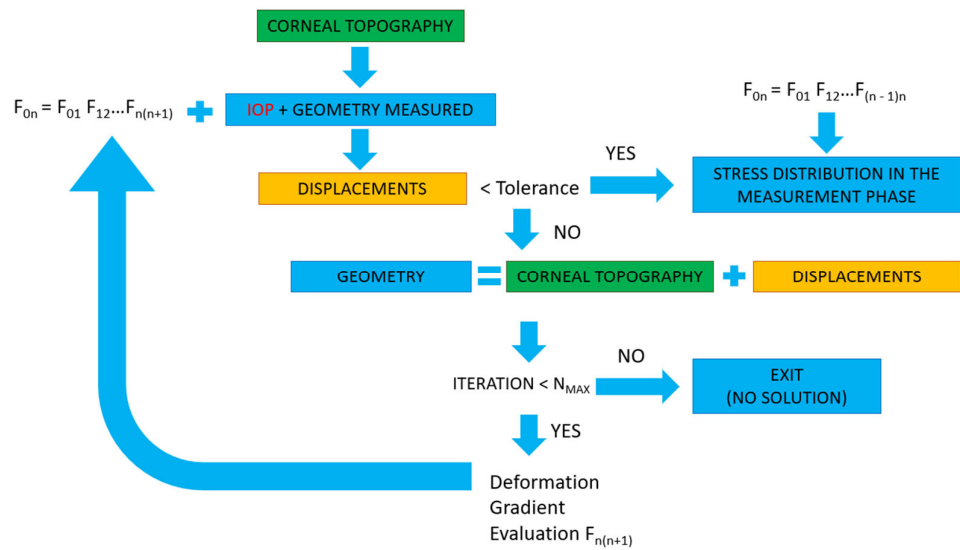 CORNEAL TOPOGRAPHY
F₀ₙ = F₀₁ F₁₂...Fₙ₍ₙ₊₁₎
IOP + GEOMETRY MEASURED
F₀ₙ = F₀₁ F₁₂...F₍ₙ ₋ ₁₎ₙ
DISPLACEMENTS
< Tolerance
YES
STRESS DISTRIBUTION IN THE
MEASUREMENT PHASE
NO
GEOMETRY
CORNEAL TOPOGRAPHY
DISPLACEMENTS
ITERATION < N_MAX
NO
EXIT
(NO SOLUTION)
YES
Deformation
Gradient
Evaluation Fₙ₍ₙ₊₁₎